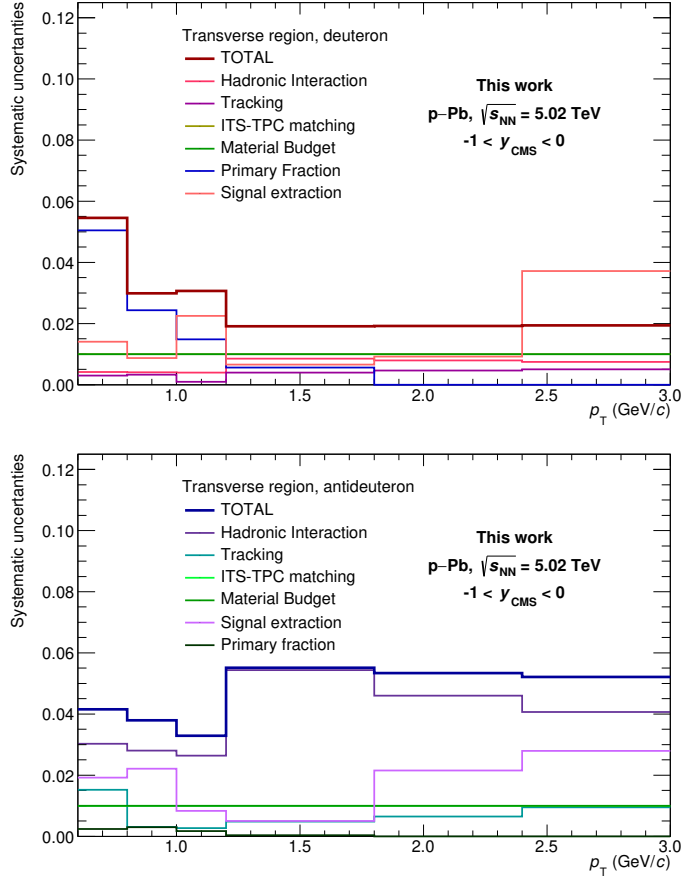 Systematic uncertanties
0.12
0.10
0.08
0.06
0.04
0.02
0.00
Transverse region, deuteron
TOTAL
Hadronic Interaction
Tracking
ITS-TPC matching
Material Budget
Primary Fraction
Signal extraction
This work
p−Pb, √sNN = 5.02 TeV
-1 < yCMS < 0
1.0 1.5 2.0 2.5 3.0
pT (GeV/c)
Systematic uncertanties
0.12
0.10
0.08
0.06
0.04
0.02
0.00
Transverse region, antideuteron
TOTAL
Hadronic Interaction
Tracking
ITS-TPC matching
Material Budget
Signal extraction
Primary fraction
This work
p−Pb, √sNN = 5.02 TeV
-1 < yCMS < 0
1.0 1.5 2.0 2.5 3.0
pT (GeV/c)